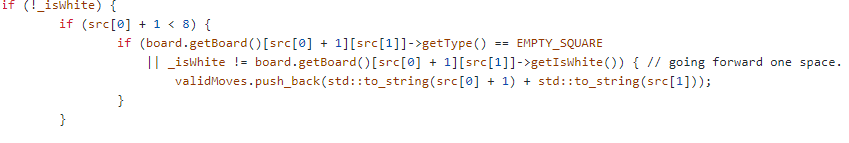 if (!_isWhite) {
if (src[0] + 1 < 8) {
if (board.getBoard()[src[0] + 1][src[1]]->getType() == EMPTY_SQUARE
|| _isWhite != board.getBoard()[src[0] + 1][src[1]]->getIsWhite()) { // going forward one space.
validMoves.push_back(std::to_string(src[0] + 1) + std::to_string(src[1]));
}
}